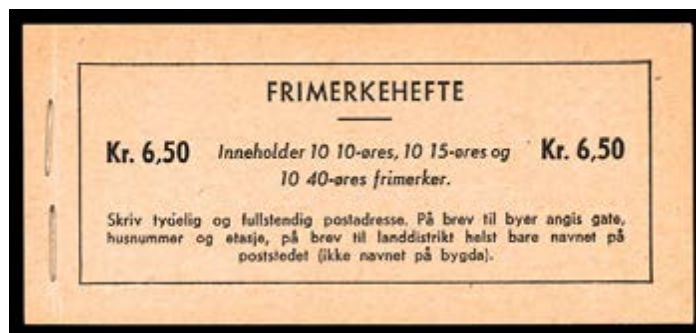 FRIMERKEHEFTE
Kr. 6,50 Inneholder 10 10-øres, 10 15-øres og Kr. 6,50
10 40-øres frimerker.
Skriv tydelig og fullstendig postadresse. På brev til byer angis gate,
husnummer og etasje, på brev til landdistrikt helst bare navnet på
poststedet (ikke navnet på bygda).